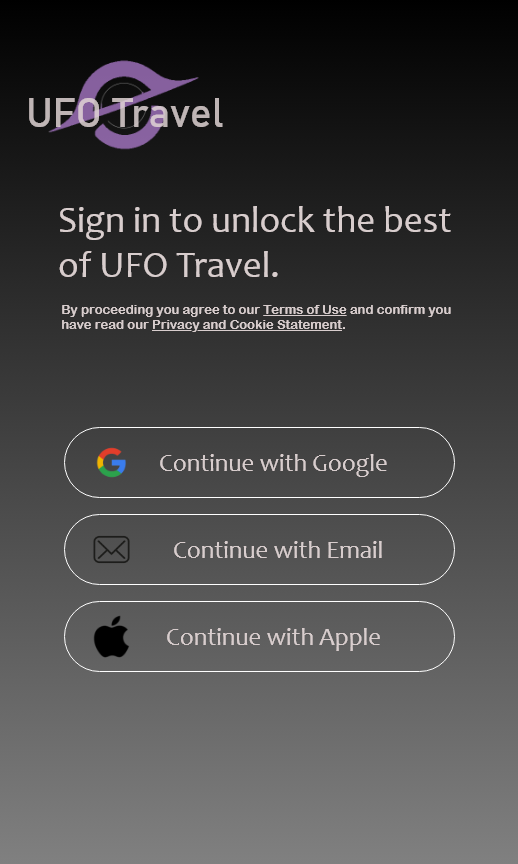 UFO Travel
Sign in to unlock the best
of UFO Travel.
By proceeding you agree to our Terms of Use and confirm you
have read our Privacy and Cookie Statement.
Continue with Google
Continue with Email
Continue with Apple